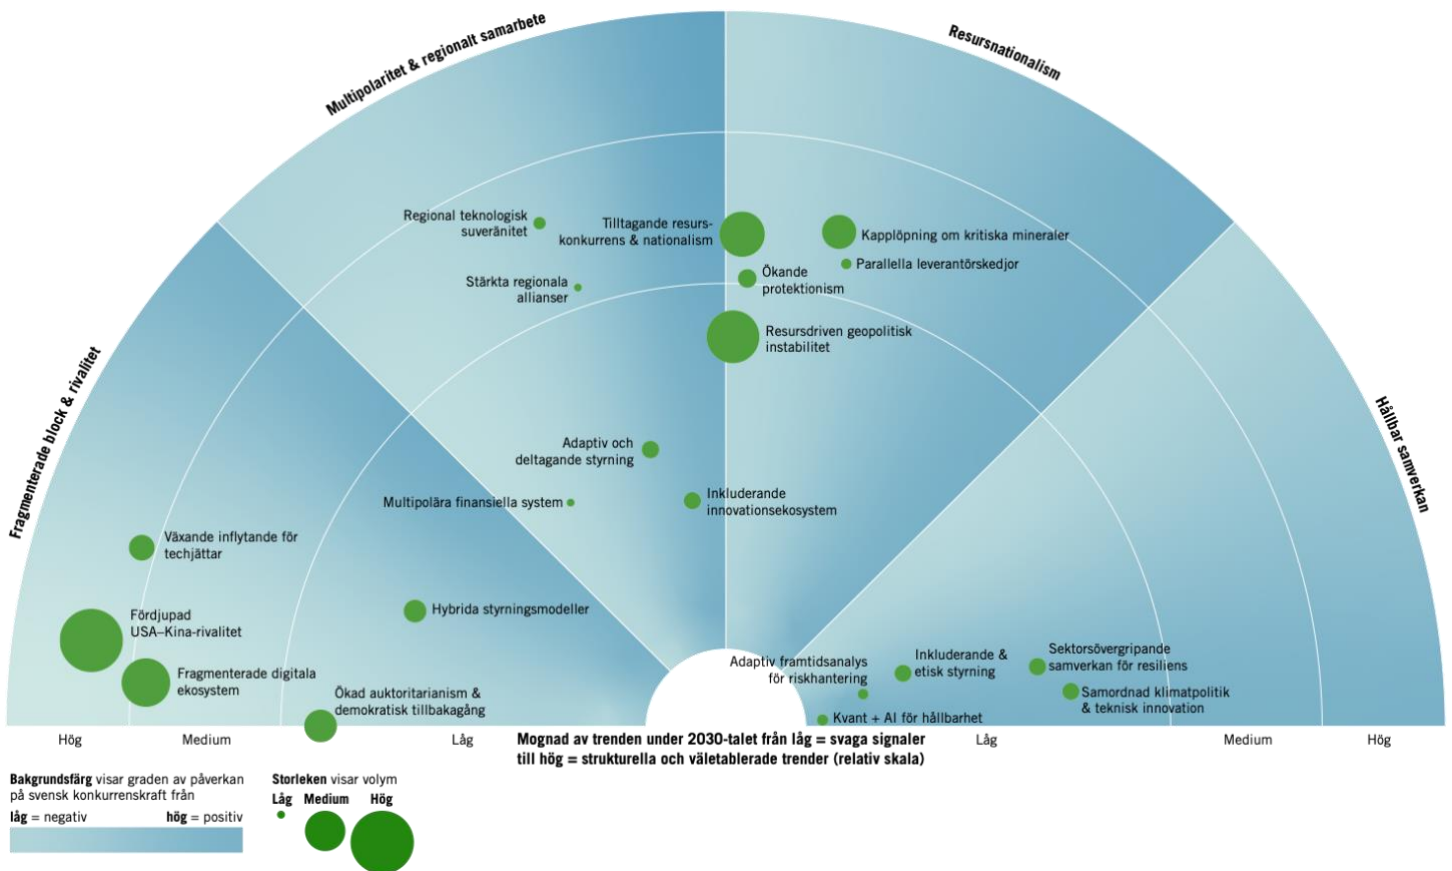 Multipolaritet & regionalt samarbete
Resursnationalism
Fragmenterade block & rivalitet
Hållbar samverkan
Regional teknologisk
suveränitet
Stärkta regionala
allianser
Tilltagande resurs-
konkurrens & nationalism
Kapplöpning om kritiska mineraler
Parallella leverantörskedjor
Ökande
protektionism
Resursdriven geopolitisk
instabilitet
Adaptiv och
deltagande styrning
Multipolära finansiella system
Inkluderande
innovationsekosystem
Växande inflytande för
techjättar
Fördjupad
USA–Kina-rivalitet
Fragmenterade digitala
ekosystem
Hybrida styrningsmodeller
Ökad auktoritarianism &
demokratisk tillbakagång
Adaptiv framtidsanalys
för riskhantering
Inkluderande &
etisk styrning
Sektorsövergripande
samverkan för resiliens
Samordnad klimatpolitik
& teknisk innovation
Kvant + AI för hållbarhet
Hög
Medium
Låg
Mognad av trenden under 2030-talet från låg = svaga signaler
till hög = strukturella och väletablerade trender (relativ skala)
Låg
Medium
Hög
Bakgrundsfärg visar graden av påverkan
på svensk konkurrenskraft från
låg = negativ
hög = positiv
Storleken visar volym
Låg
Medium
Hög